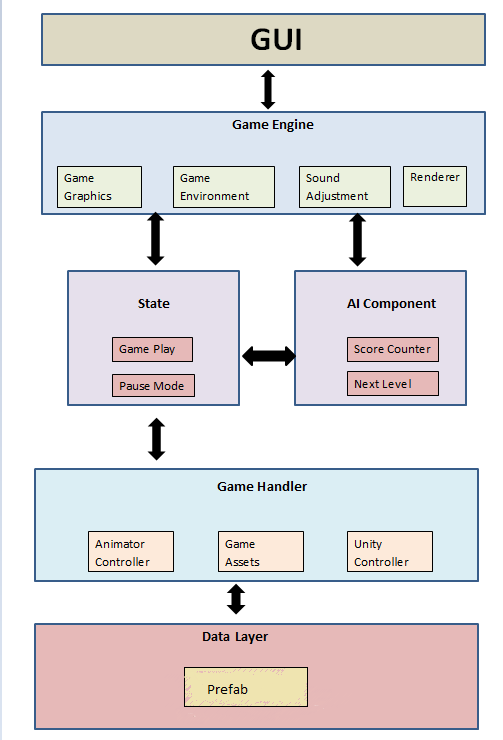 GUI
Game Engine
Game
Graphics
Game
Environment
Sound
Adjustment
Renderer
State
Game Play
Pause Mode
AI Component
Score Counter
Next Level
Game Handler
Animator
Controller
Game
Assets
Unity
Controller
Data Layer
Prefab